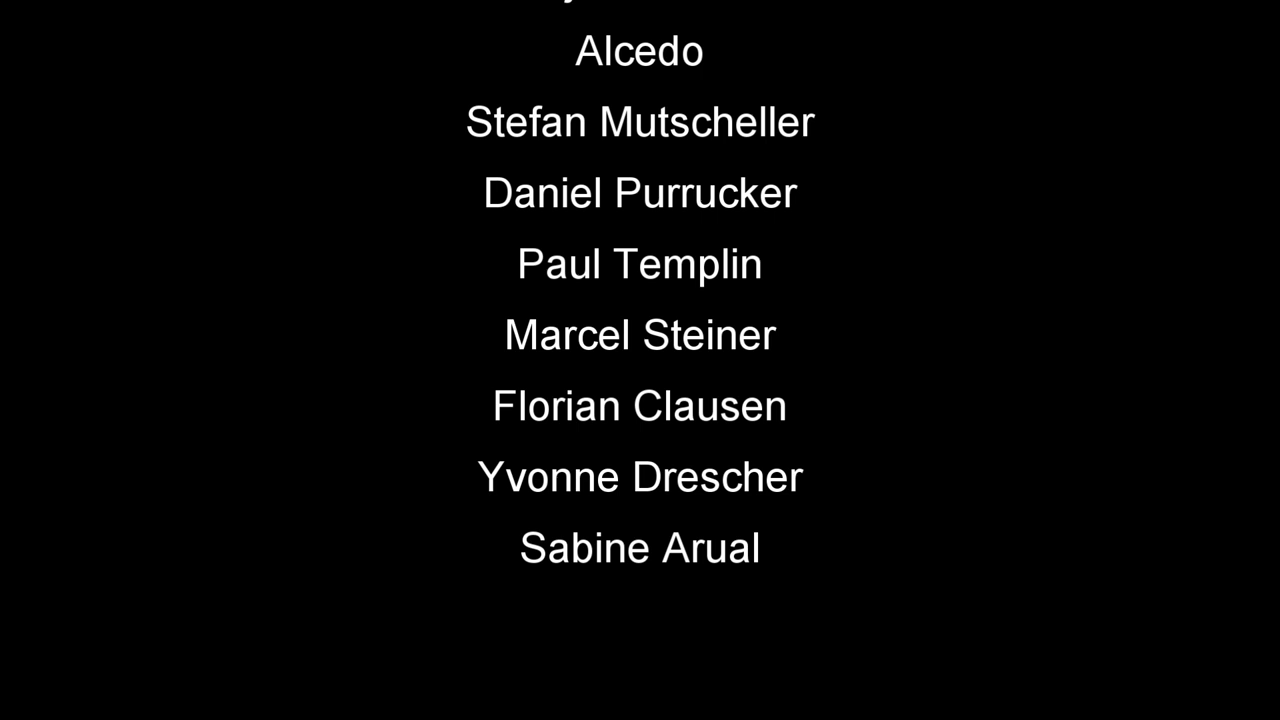 Alcedo
Stefan Mutscheller
Daniel Purrucker
Paul Templin
Marcel Steiner
Florian Clausen
Yvonne Drescher
Sabine Arual